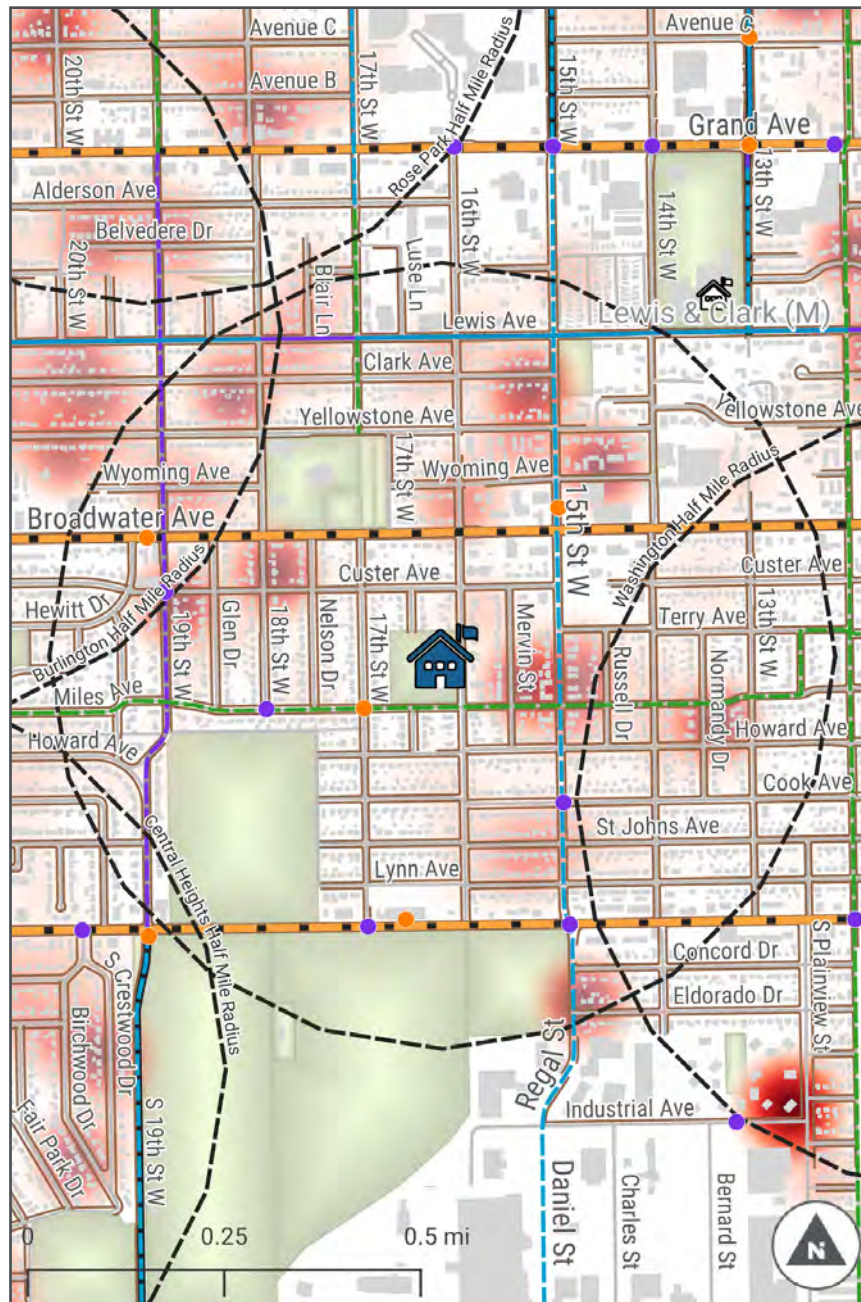 Avenue C
Avenue C
20th St W
17th St W
15th St W
Avenue B
Rose Park Half Mile Radius
Grand Ave
Alderson Ave
13th St W
16th St W
14th St W
Belvedere Dr
20th St W
Luse Ln
Blair Ln
Lewis Ave
Lewis & Clark (M)
Clark Ave
Yellowstone Ave
Yellowstone Ave
17th St W
Wyoming Ave
Wyoming Ave
15th St W
Washington Half Mile Radius
Broadwater Ave
Custer Ave
Custer Ave
Hewitt Dr
Burlington Half Mile Radius
19th St W
Glen Dr
18th St W
Nelson Dr
17th St W
Mervin St
Terry Ave
13th St W
Russell Dr
Normandy Dr
Miles Ave
Howard Ave
Howard Ave
Cook Ave
St Johns Ave
Central Heights Half Mile Radius
Lynn Ave
S Crestwood Dr
Concord Dr
S Plainview St
Eldorado Dr
Birchwood Dr
Regal St
Fair Park Dr
S 19th St W
Industrial Ave
Daniel St
Charles St
Bernard St
0
0.25
0.5 mi
N